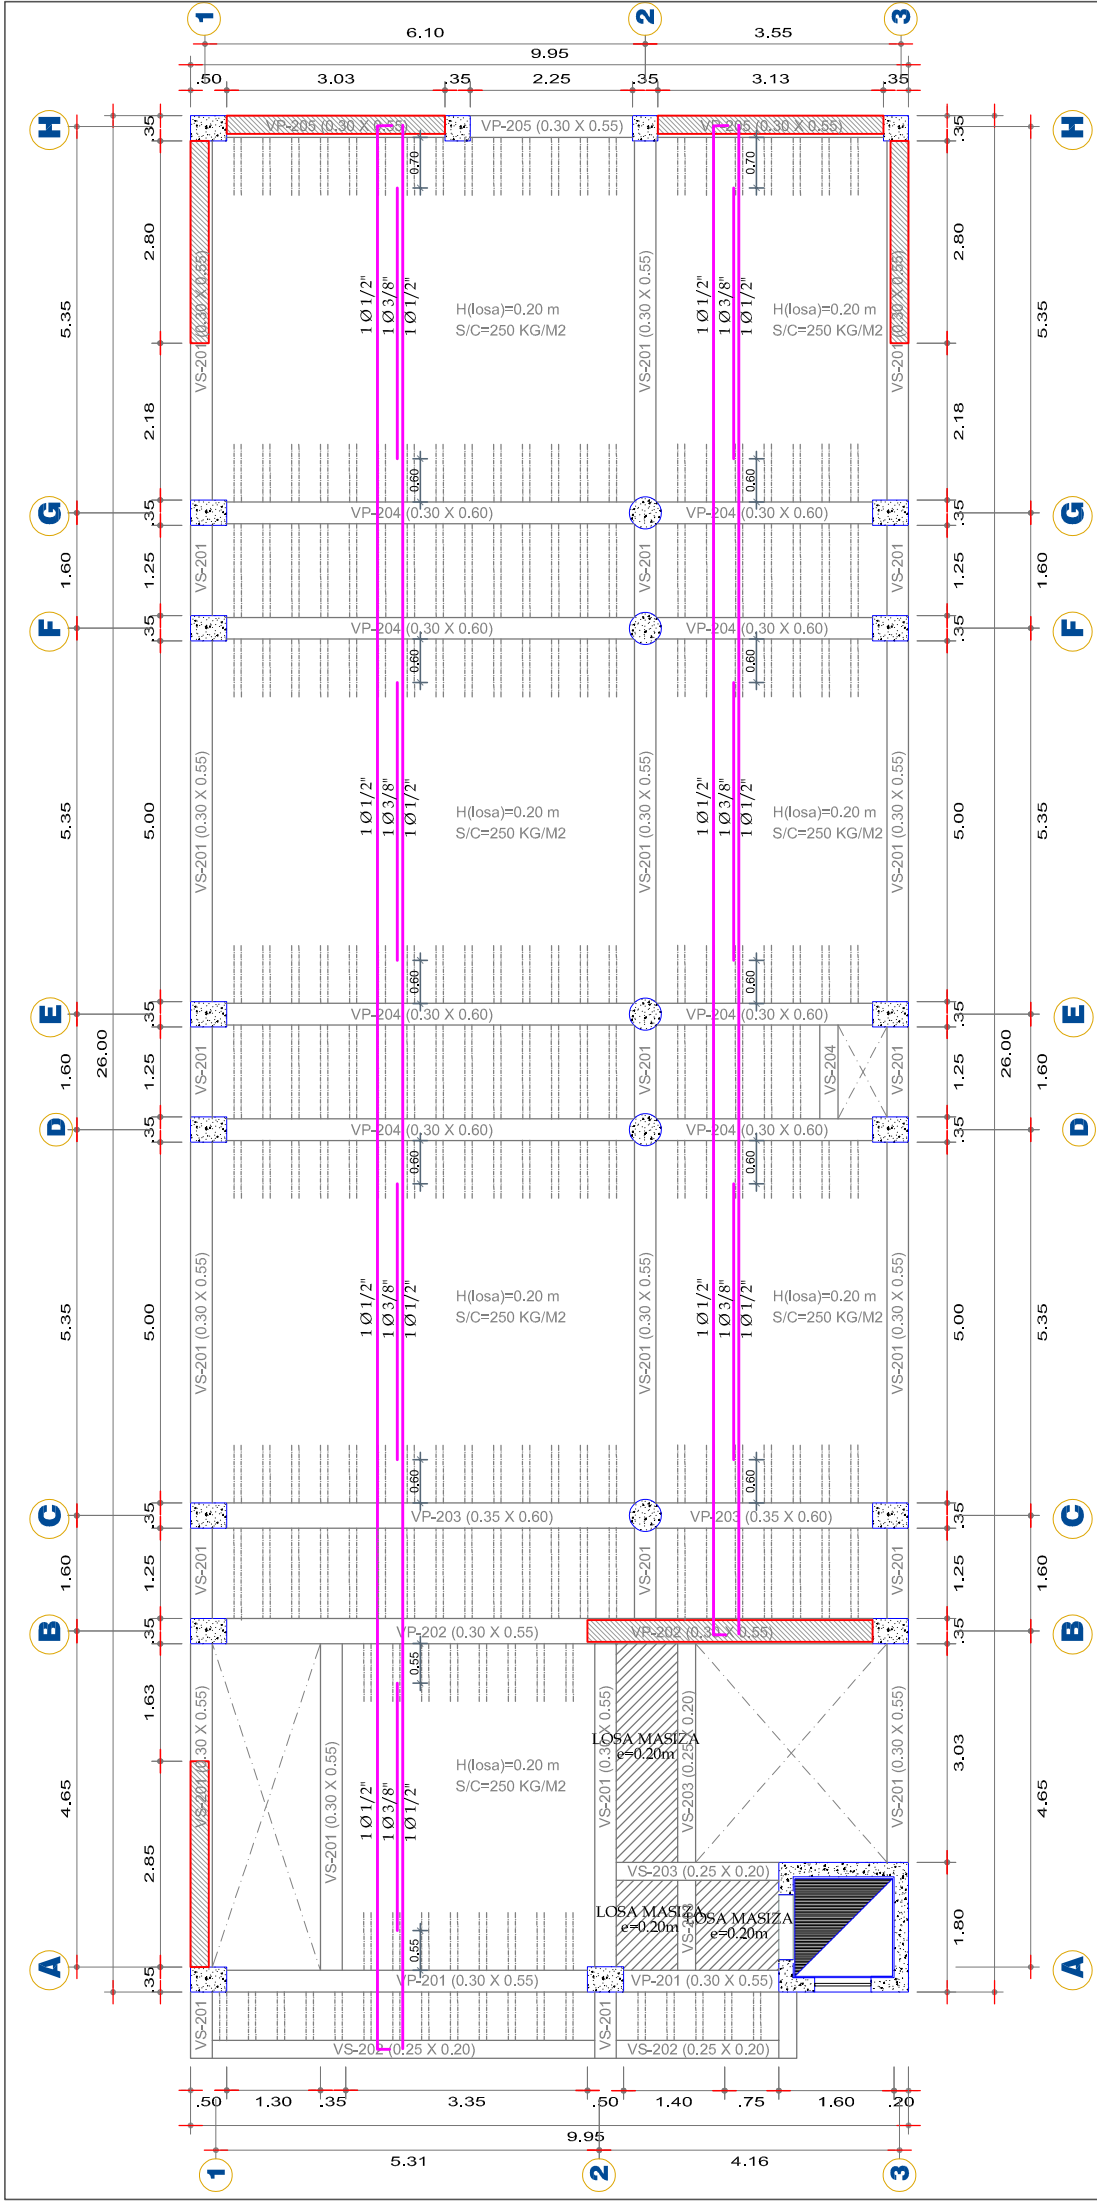 1
2
3
6.10
3.55
9.95
.50
3.03
.35
2.25
.35
3.13
.35
H
H
.35
VP-205 (0.30 X 0.55)
VP-205 (0.30 X 0.55)
VP-205 (0.30 X 0.55)
.35
0.70
0.70
2.80
5.35
2.18
VS-201 (0.30 X 0.55)
1 Ø 1/2"
1 Ø 3/8"
1 Ø 1/2"
H(losa)=0.20 m
S/C=250 KG/M2
VS-201 (0.30 X 0.55)
1 Ø 1/2"
1 Ø 3/8"
1 Ø 1/2"
H(losa)=0.20 m
S/C=250 KG/M2
VS-201 (0.30 X 0.55)
2.80
5.35
2.18
0.60
0.60
G
G
.35
VP-204 (0.30 X 0.60)
VP-204 (0.30 X 0.60)
.35
1.60
1.25
VS-201
VS-201
VS-201
1.25
1.60
F
F
.35
VP-204 (0.30 X 0.60)
VP-204 (0.30 X 0.60)
.35
0.60
0.60
5.35
5.00
VS-201 (0.30 X 0.55)
1 Ø 1/2"
1 Ø 3/8"
1 Ø 1/2"
H(losa)=0.20 m
S/C=250 KG/M2
VS-201 (0.30 X 0.55)
1 Ø 1/2"
1 Ø 3/8"
1 Ø 1/2"
H(losa)=0.20 m
S/C=250 KG/M2
VS-201 (0.30 X 0.55)
5.00
5.35
0.60
0.60
E
E
.35
VP-204 (0.30 X 0.60)
VP-204 (0.30 X 0.60)
.35
1.60
26.00
1.25
VS-201
VS-201
VS-204
VS-201
1.25
26.00
1.60
D
D
.35
VP-204 (0.30 X 0.60)
VP-204 (0.30 X 0.60)
.35
0.60
0.60
5.35
5.00
VS-201 (0.30 X 0.55)
1 Ø 1/2"
1 Ø 3/8"
1 Ø 1/2"
H(losa)=0.20 m
S/C=250 KG/M2
VS-201 (0.30 X 0.55)
1 Ø 1/2"
1 Ø 3/8"
1 Ø 1/2"
H(losa)=0.20 m
S/C=250 KG/M2
VS-201 (0.30 X 0.55)
5.00
5.35
0.60
0.60
C
C
.35
VP-203 (0.35 X 0.60)
VP-203 (0.35 X 0.60)
.35
1.60
1.25
VS-201
VS-201
VS-201
1.25
1.60
B
B
.35
VP-202 (0.30 X 0.55)
VP-202 (0.30 X 0.55)
.35
0.55
1.63
4.65
2.85
VS-201 (0.30 X 0.55)
VS-201 (0.30 X 0.55)
1 Ø 1/2"
1 Ø 3/8"
1 Ø 1/2"
H(losa)=0.20 m
S/C=250 KG/M2
VS-201 (0.30 X 0.55)
LOSA MASIZA
e=0.20m
VS-203 (0.25 X 0.20)
VS-201 (0.30 X 0.55)
3.03
4.65
VS-203 (0.25 X 0.20)
LOSA MASIZA
e=0.20m
LOSA MASIZA
e=0.20m
1.80
0.55
A
A
.35
VP-201 (0.30 X 0.55)
VP-201 (0.30 X 0.55)
VS-201
VS-201
VS-202 (0.25 X 0.20)
VS-202 (0.25 X 0.20)
.50
1.30
.35
3.35
.50
1.40
.75
1.60
.20
9.95
5.31
4.16
1
2
3